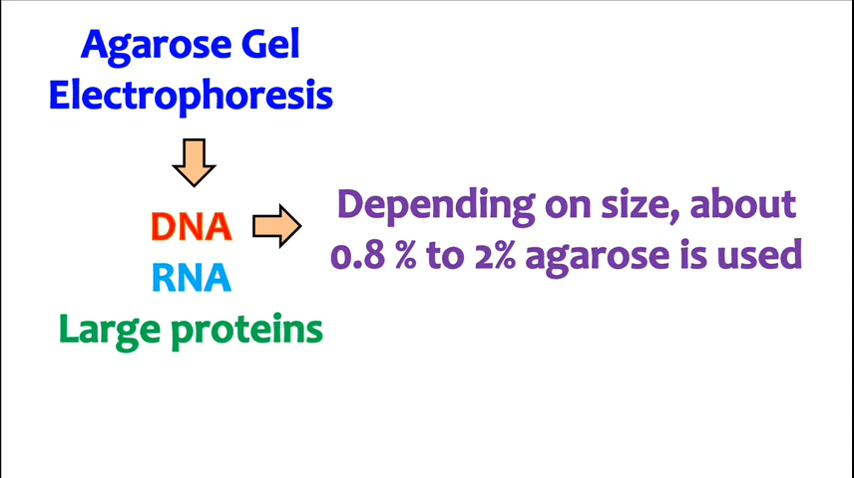 Agarose Gel
Electrophoresis
DNA
RNA
Large proteins
Depending on size, about
0.8 % to 2% agarose is used